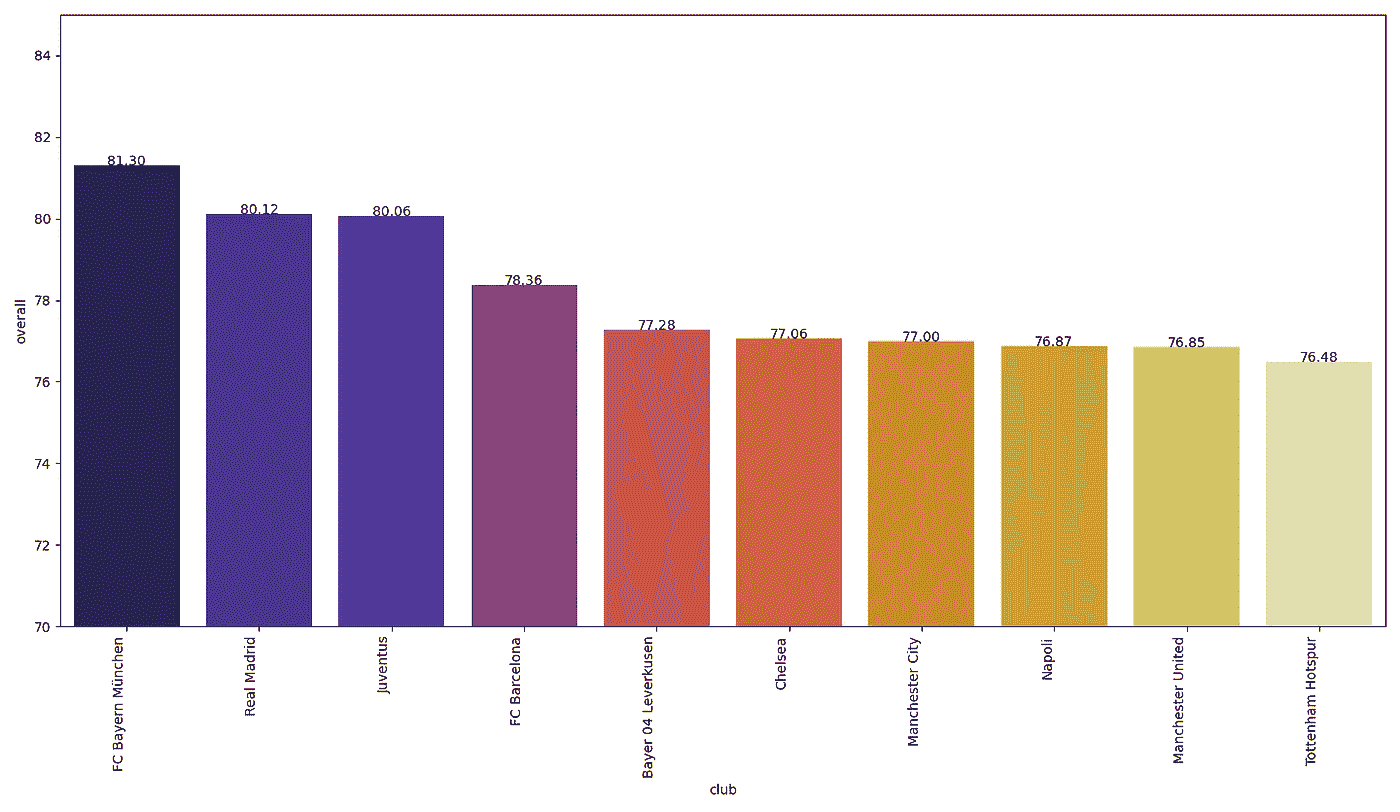 84
82
80
78
76
74
72
70
overall
81.30
80.12
80.06
78.36
77.28
77.06
77.00
76.87
76.85
76.48
FC Bayern München
Real Madrid
Juventus
FC Barcelona
Bayer 04 Leverkusen
Chelsea
Manchester City
Napoli
Manchester United
Tottenham Hotspur
club